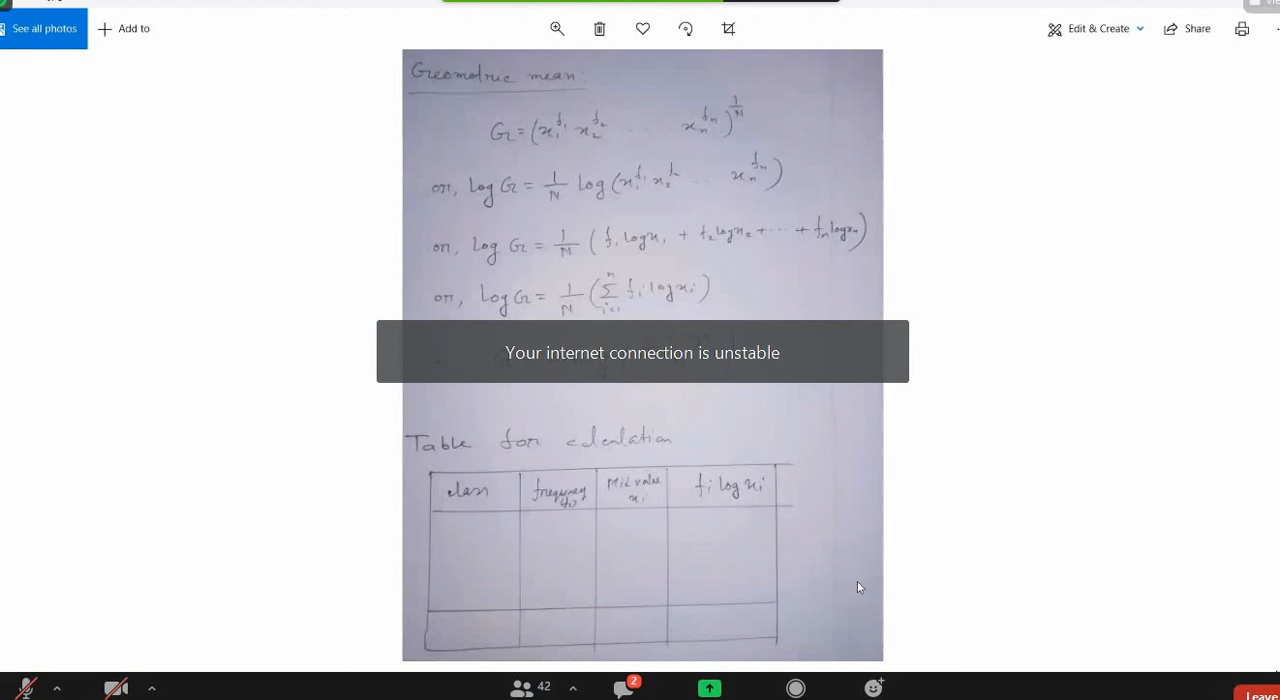 See all photos + Add to Edit & Create Share
Geometric mean:
G = (x₁^f₁ x₂^f₂ .. .. xₙ^fₙ)^1/N
or, Log G = 1/N log (x₁^f₁ x₂^f₂ .. xₙ^fₙ)
or, Log G = 1/N (f₁ log x₁ + f₂ log x₂ + ... + fₙ log xₙ)
or, Log G = 1/N (Σ_{i=1}^n fᵢ log xᵢ)
Your internet connection is unstable
Table for calculation
class frequency Mid value xᵢ fᵢ log xᵢ
42 2
Leave